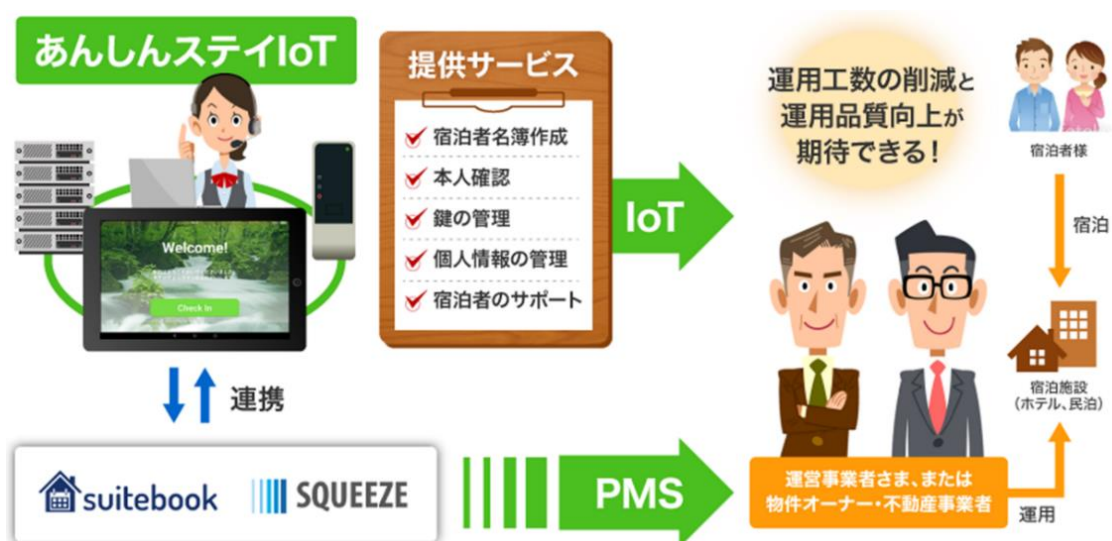 あんしんステイIoT
Welcome!
Check In
連携
suitebook
SQUEEZE
提供サービス
宿泊者名簿作成
本人確認
鍵の管理
個人情報の管理
宿泊者のサポート
IoT
PMS
運用工数の削減と
運用品質向上が
期待できる!
運営事業者さま、または
物件オーナー・不動産事業者
宿泊者様
宿泊
宿泊施設
(ホテル、民泊)
運用